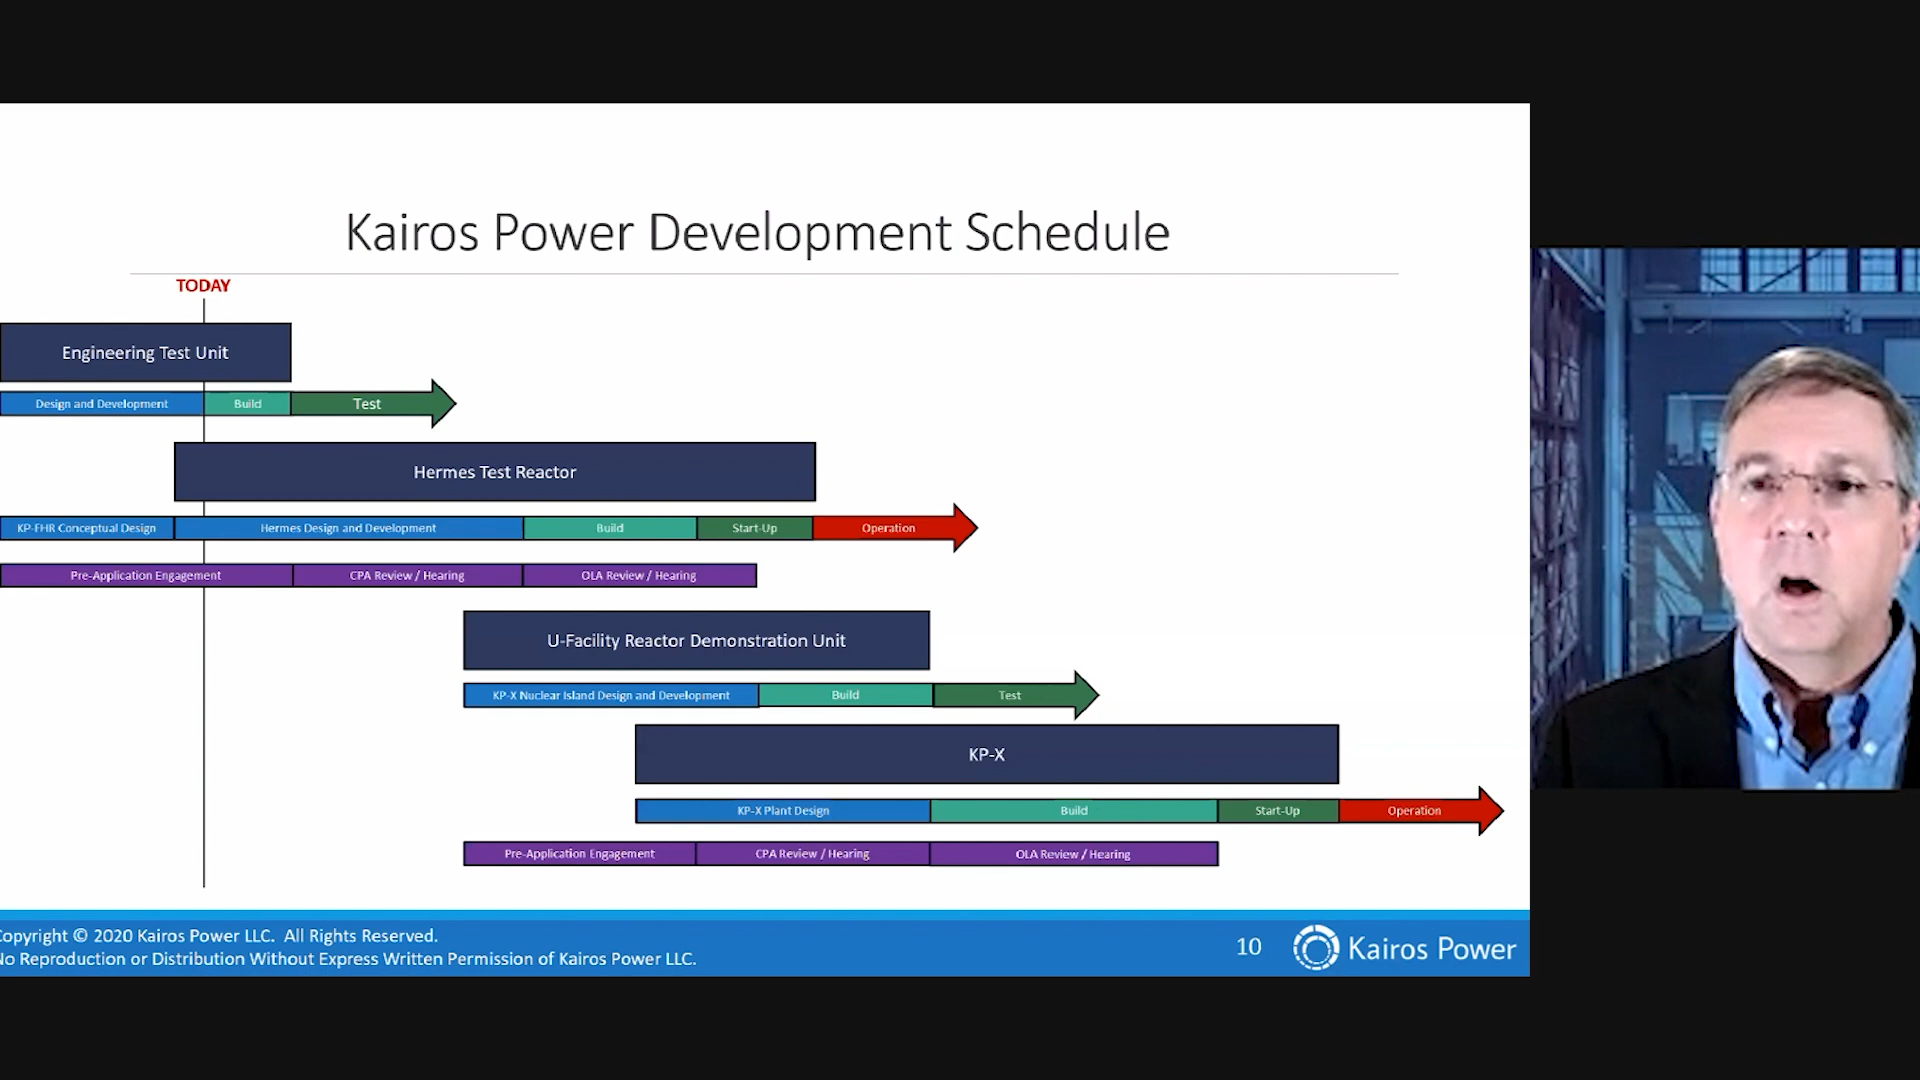 Kairos Power Development Schedule
TODAY
Engineering Test Unit
Design and Development
Build
Test
Hermes Test Reactor
KP-FHR Conceptual Design
Hermes Design and Development
Build
Start-Up
Operation
Pre-Application Engagement
CPA Review / Hearing
OLA Review / Hearing
U-Facility Reactor Demonstration Unit
KP-X Nuclear Island Design and Development
Build
Test
KP-X
KP-X Plant Design
Build
Start-Up
Operation
Pre-Application Engagement
CPA Review / Hearing
OLA Review / Hearing
Copyright © 2020 Kairos Power LLC. All Rights Reserved.
No Reproduction or Distribution Without Express Written Permission of Kairos Power LLC.
10
Kairos Power